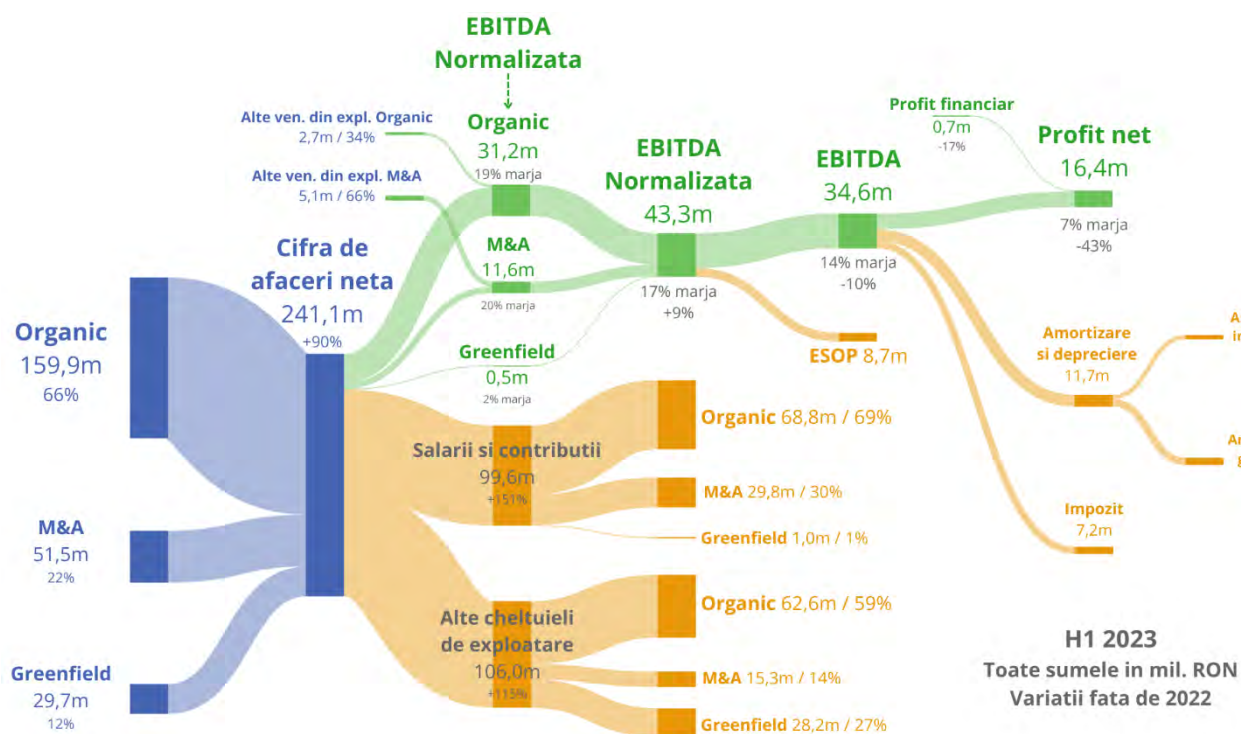 EBITDA
Normalizata
Alte ven. din expl. Organic
2,7m / 34%
Organic
31,2m
19% marja
Alte ven. din expl. M&A
5,1m / 66%
M&A
11,6m
20% marja
Greenfield
0,5m
2% marja
EBITDA
Normalizata
43,3m
17% marja
+9%
EBITDA
34,6m
14% marja
-10%
Profit financiar
0,7m
-17%
Profit net
16,4m
7% marja
-43%
Cifra de
afaceri neta
241,1m
+90%
Organic
159,9m
66%
M&A
51,5m
22%
Greenfield
29,7m
12%
ESOP 8,7m
Amortizare
si depreciere
11,7m
Impozit
7,2m
Salarii si contributii
99,6m
+151%
Organic 68,8m / 69%
M&A 29,8m / 30%
Greenfield 1,0m / 1%
Alte cheltuieli
de exploatare
106,0m
+115%
Organic 62,6m / 59%
M&A 15,3m / 14%
Greenfield 28,2m / 27%
H1 2023
Toate sumele in mil. RON
Variatii fata de 2022